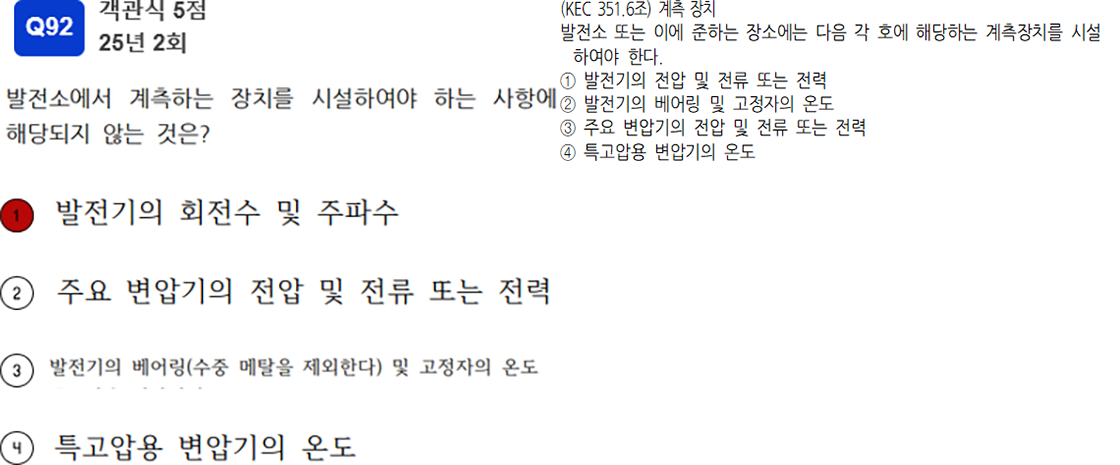 Q92
객관식 5점
25년 2회
발전소에서 계측하는 장치를 시설하여야 하는 사항에
해당되지 않는 것은?
1 발전기의 회전수 및 주파수
2 주요 변압기의 전압 및 전류 또는 전력
3 발전기의 베어링(수중 메탈을 제외한다) 및 고정자의 온도
4 특고압용 변압기의 온도
(KEC 351.6조) 계측 장치
발전소 또는 이에 준하는 장소에는 다음 각 호에 해당하는 계측장치를 시설
하여야 한다.
① 발전기의 전압 및 전류 또는 전력
② 발전기의 베어링 및 고정자의 온도
③ 주요 변압기의 전압 및 전류 또는 전력
④ 특고압용 변압기의 온도